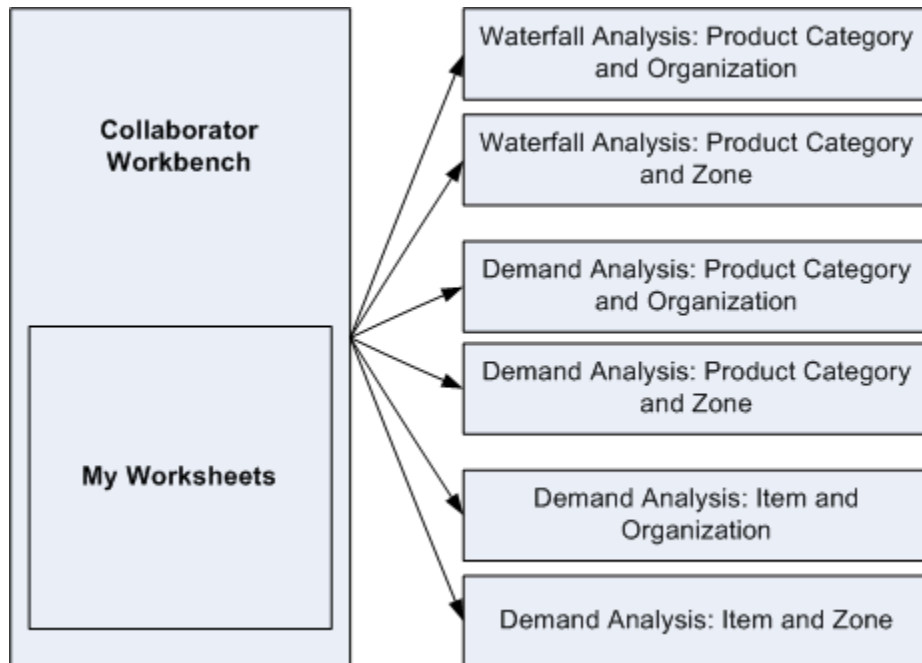 Collaborator
Workbench
My Worksheets
Waterfall Analysis: Product Category
and Organization
Waterfall Analysis: Product Category
and Zone
Demand Analysis: Product Category
and Organization
Demand Analysis: Product Category
and Zone
Demand Analysis: Item and
Organization
Demand Analysis: Item and Zone